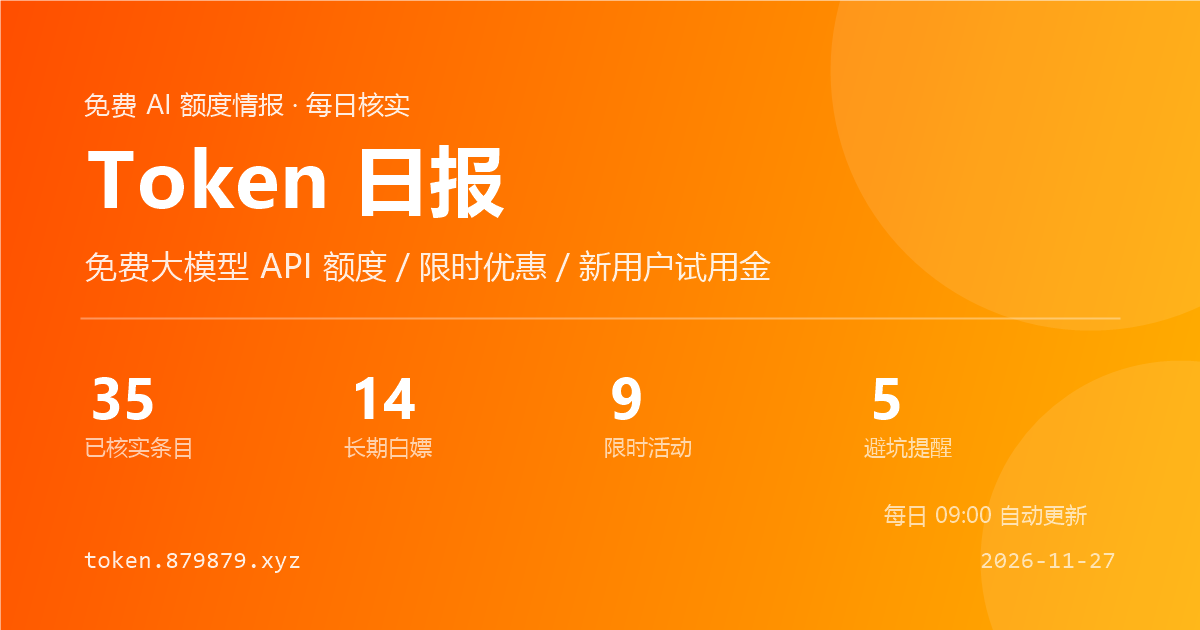 免费 AI 额度情报 · 每日核实
Token 日报
免费大模型 API 额度 / 限时优惠 / 新用户试用金
35
已核实条目
14
长期白嫖
9
限时活动
5
避坑提醒
每日 09:00 自动更新
token.879879.xyz
2026-11-27